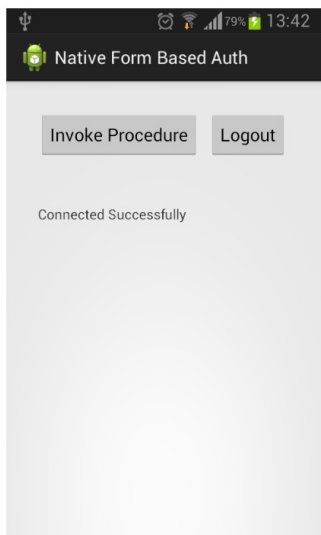 79% 13:42
Native Form Based Auth
Invoke Procedure Logout
Connected Successfully